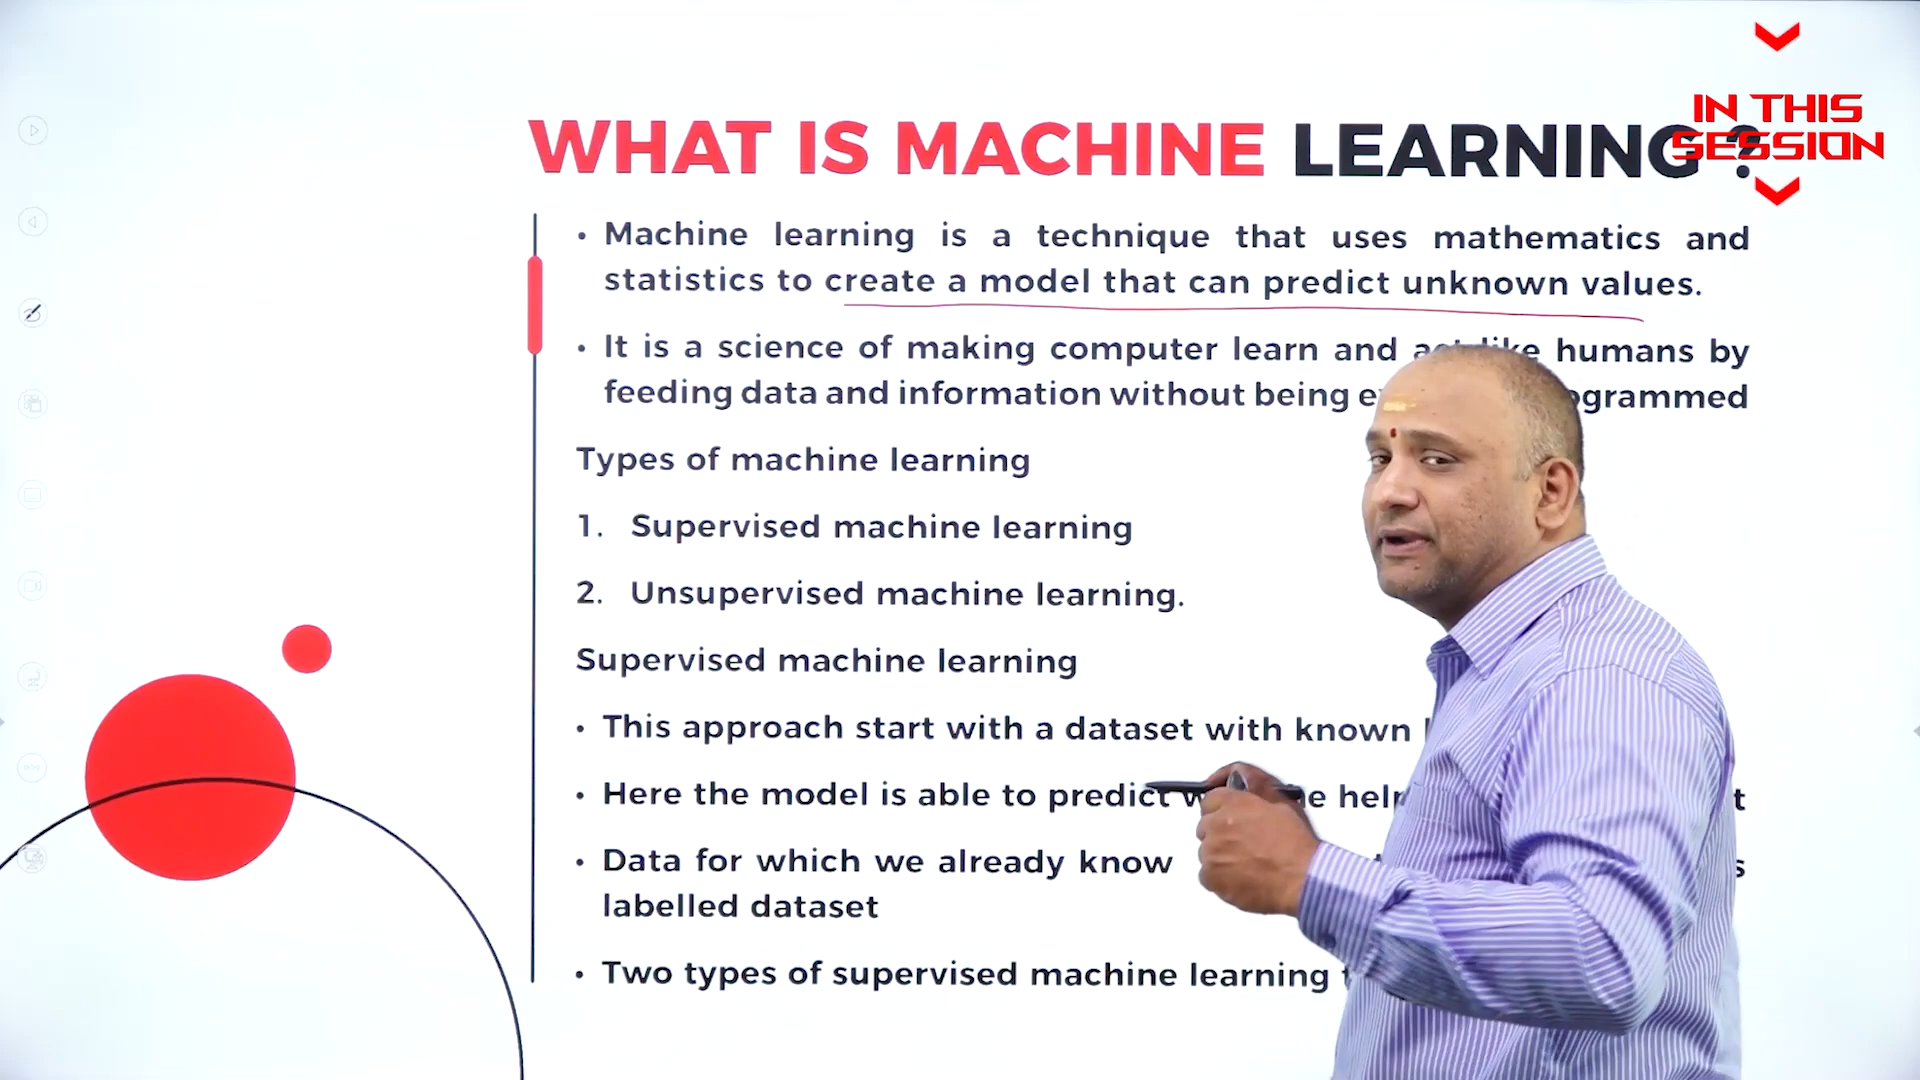 IN THIS
SESSION
WHAT IS MACHINE LEARNING ?
• Machine learning is a technique that uses mathematics and
statistics to create a model that can predict unknown values.
• It is a science of making computer learn and act like humans by
feeding data and information without being
Types of machine learning
1. Supervised machine learning
2. Unsupervised machine learning.
Supervised machine learning
• This approach start with a dataset with known
• Here the model is able to predict
• Data for which we already know
labelled dataset
• Two types of supervised machine learning